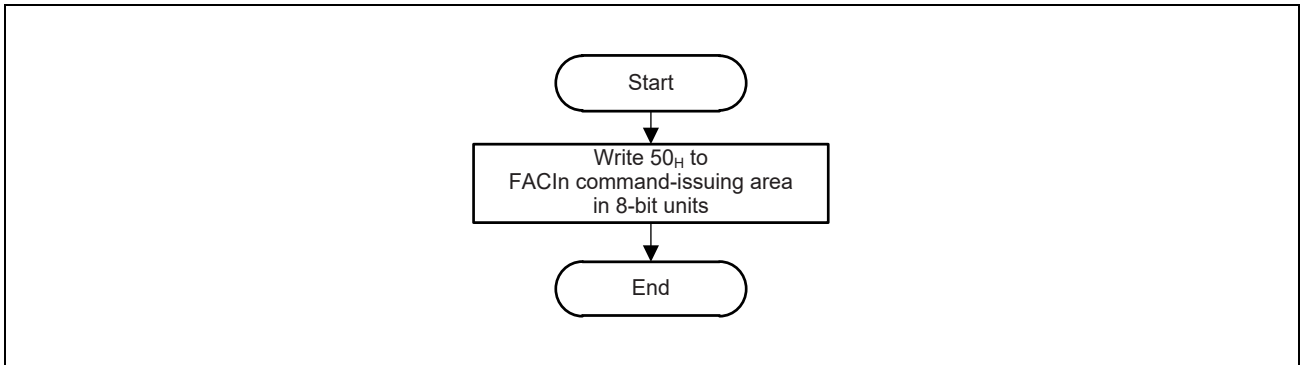 Start
Write 50H to
FACIn command-issuing area
in 8-bit units
End